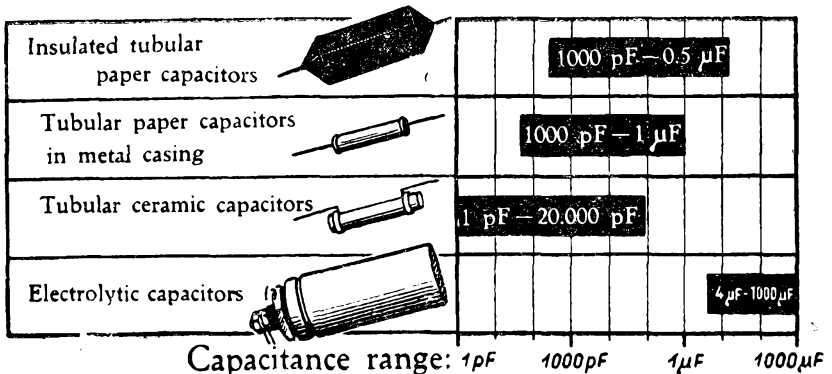 Insulated tubular
paper capacitors
1000 pF – 0.5 µF
Tubular paper capacitors
in metal casing
1000 pF – 1 µF
Tubular ceramic capacitors
1 pF – 20.000 pF
Electrolytic capacitors
4 µF - 1000 µF
Capacitance range: 1pF 1000pF 1µF 1000µF